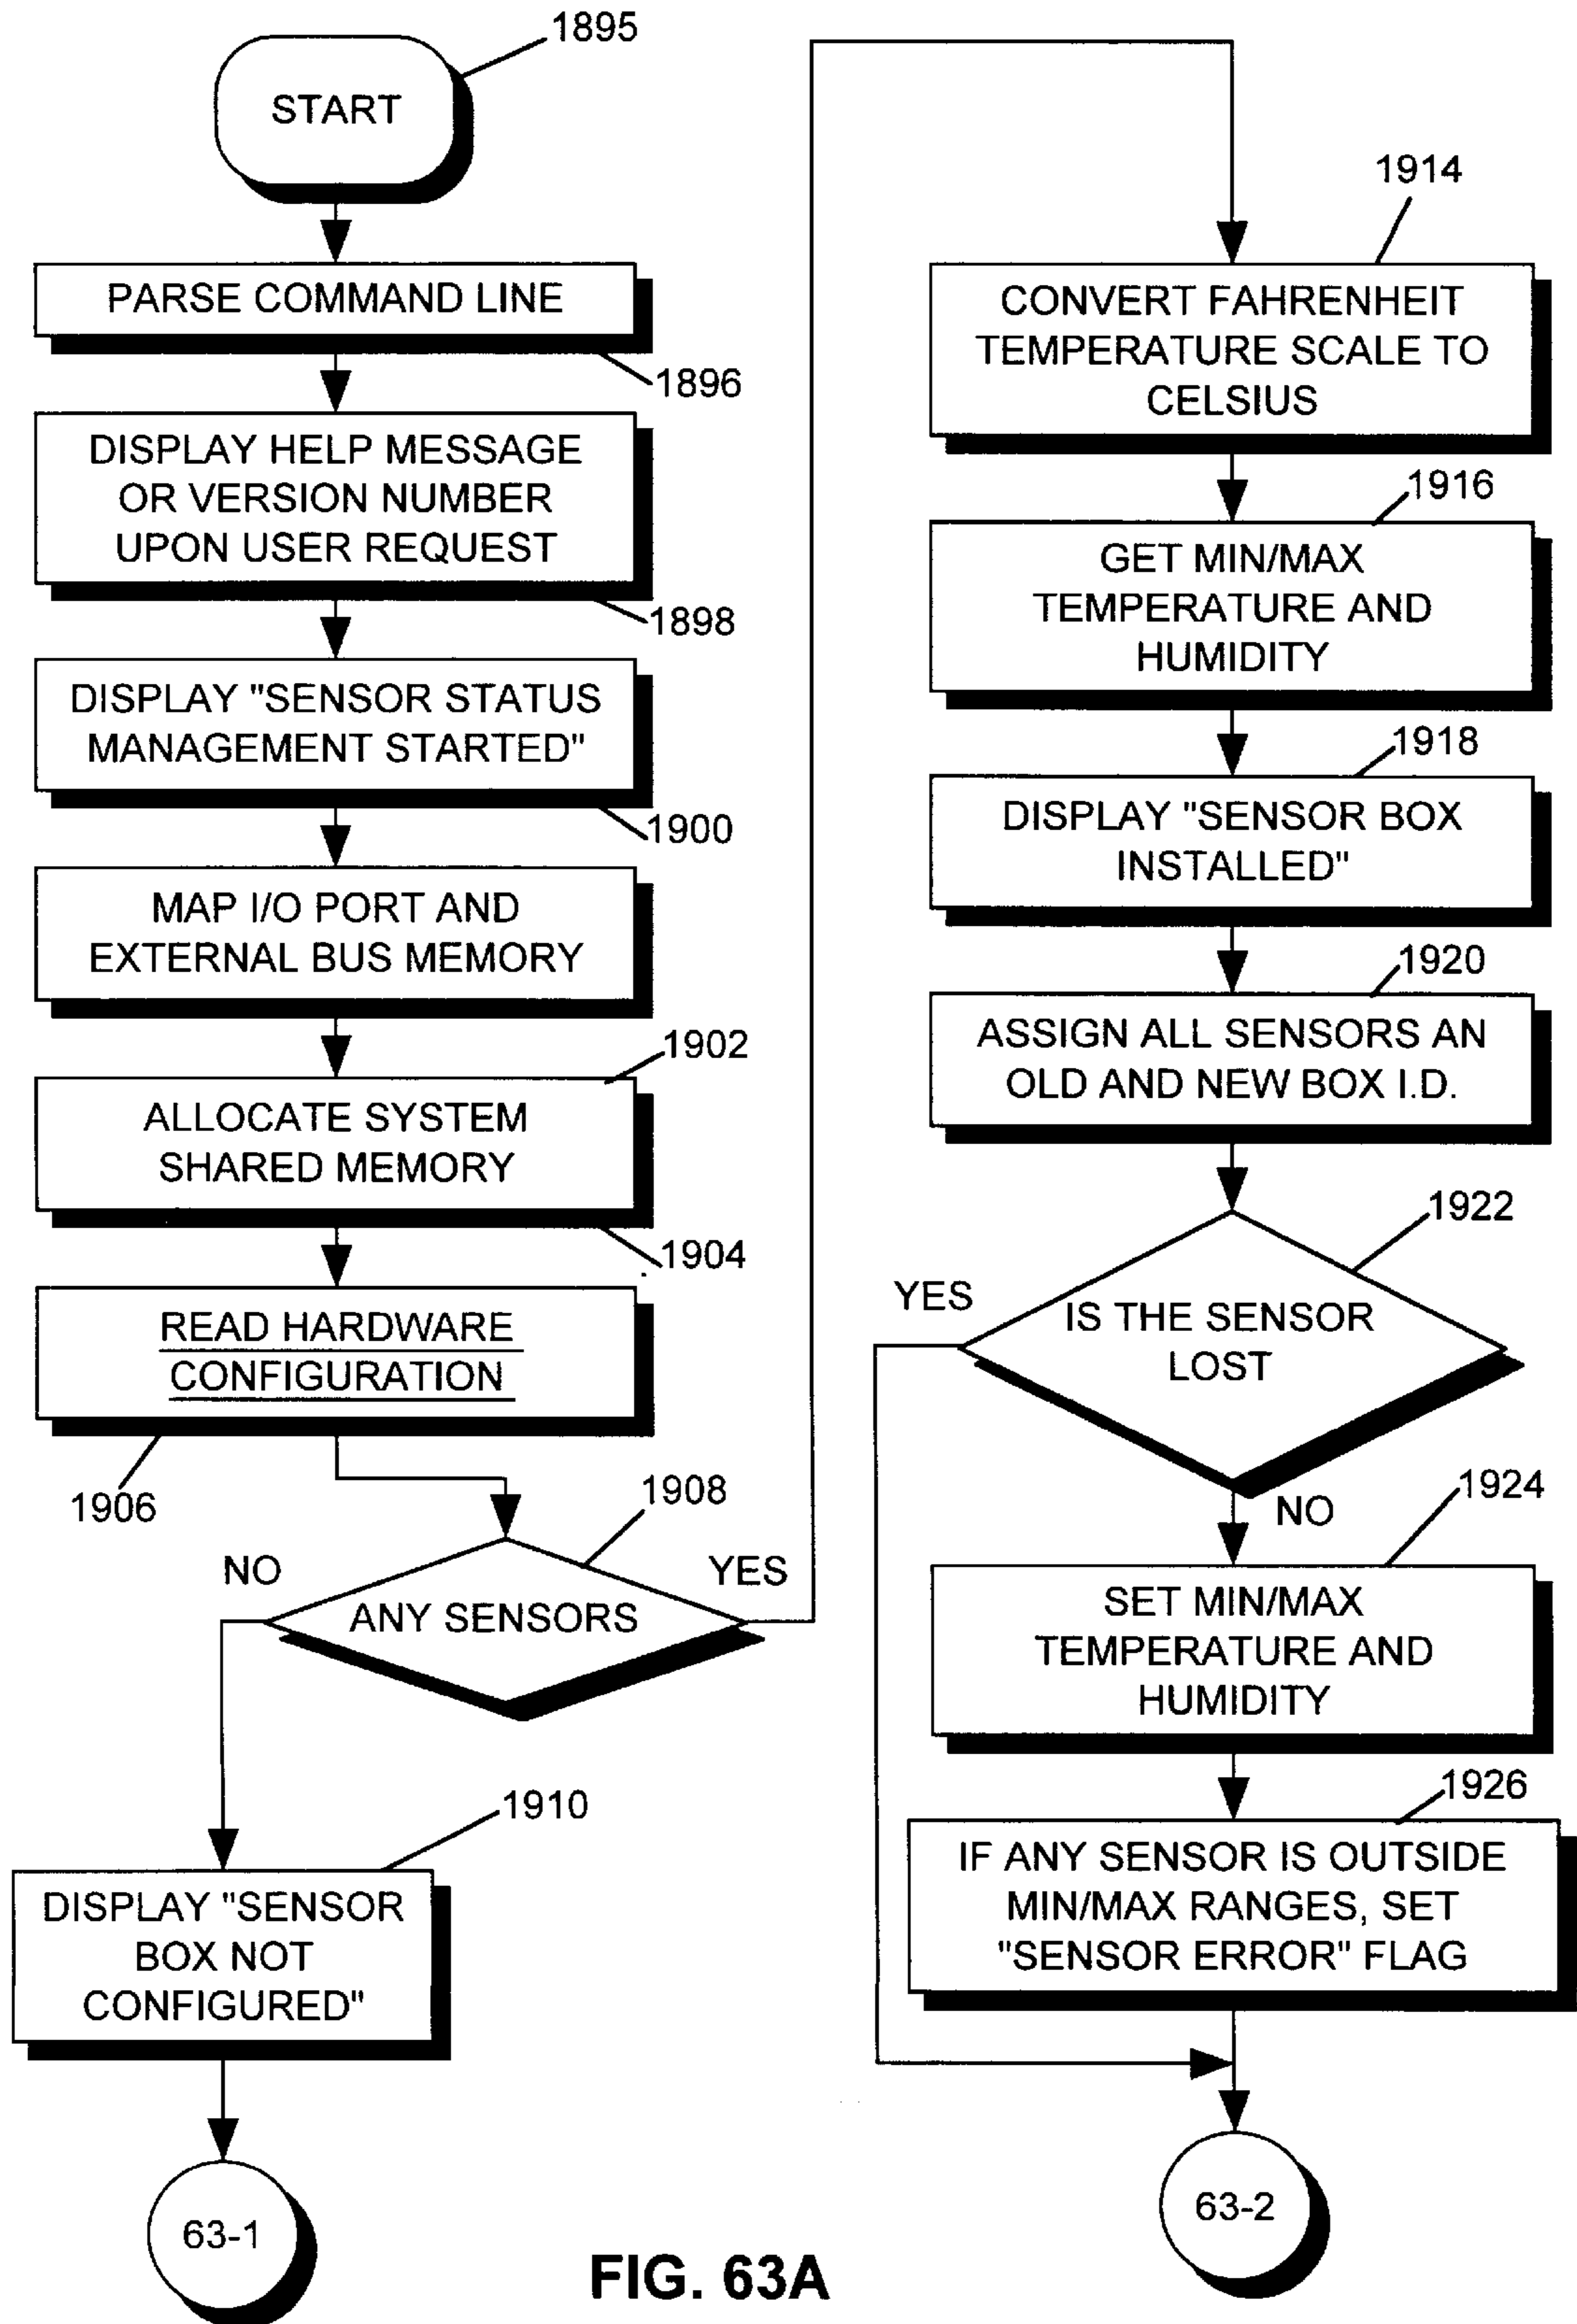 1895
START
PARSE COMMAND LINE
1896
DISPLAY HELP MESSAGE
OR VERSION NUMBER
UPON USER REQUEST
1898
DISPLAY "SENSOR STATUS
MANAGEMENT STARTED"
1900
MAP I/O PORT AND
EXTERNAL BUS MEMORY
1902
ALLOCATE SYSTEM
SHARED MEMORY
1904
READ HARDWARE
CONFIGURATION
1906
1908
NO
YES
ANY SENSORS
1910
DISPLAY "SENSOR
BOX NOT
CONFIGURED"
63-1
1914
CONVERT FAHRENHEIT
TEMPERATURE SCALE TO
CELSIUS
1916
GET MIN/MAX
TEMPERATURE AND
HUMIDITY
1918
DISPLAY "SENSOR BOX
INSTALLED"
1920
ASSIGN ALL SENSORS AN
OLD AND NEW BOX I.D.
1922
YES
IS THE SENSOR
LOST
NO
1924
SET MIN/MAX
TEMPERATURE AND
HUMIDITY
1926
IF ANY SENSOR IS OUTSIDE
MIN/MAX RANGES, SET
"SENSOR ERROR" FLAG
63-2
FIG. 63A